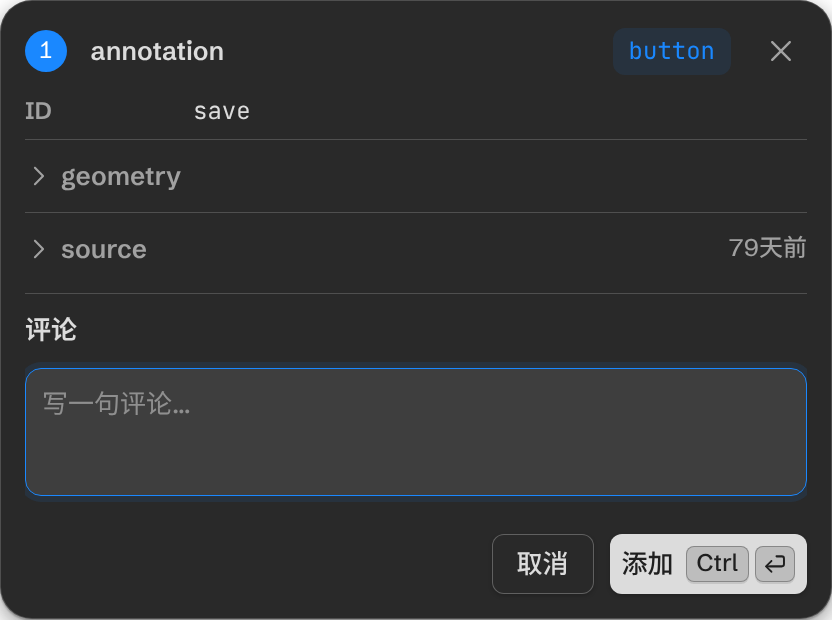 1 annotation button
ID save
geometry
source 79天前
评论
写一句评论...
取消 添加 Ctrl